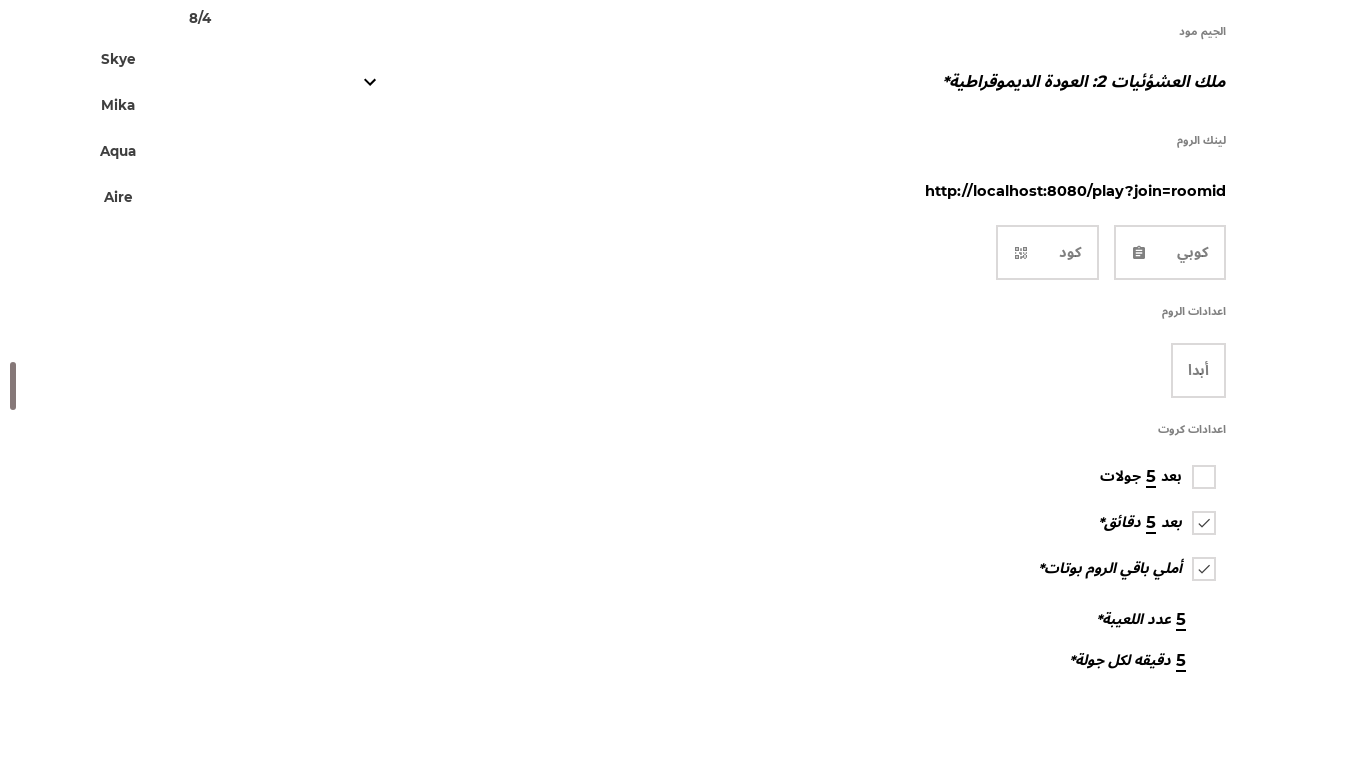 الجيم مود
ملك العشوئيات 2: العودة الديموقراطية*
لينك الروم
http://localhost:8080/play?join=roomid
كوبي
كود
اعدادات الروم
أبدا
اعدادات كروت
بعد 5 جولات
بعد 5 دقائق*
أملي باقي الروم بوتات*
5 عدد اللعيبة*
5 دقيقه لكل جولة*
8/4
Skye
Mika
Aqua
Aire